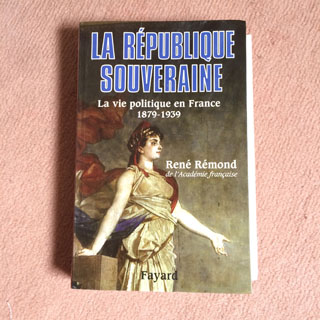 LA RÉPUBLIQUE
SOUVERAINE
La vie politique en France
1879-1939
René Rémond
de l'Académie française
Fayard